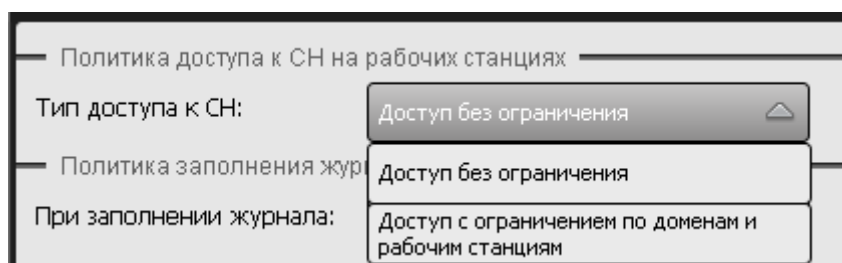 Политика доступа к СН на рабочих станциях
Тип доступа к СН:
Доступ без ограничения
Доступ без ограничения
Политика заполнения жур
При заполнении журнала:
Доступ с ограничением по доменам и
рабочим станциям